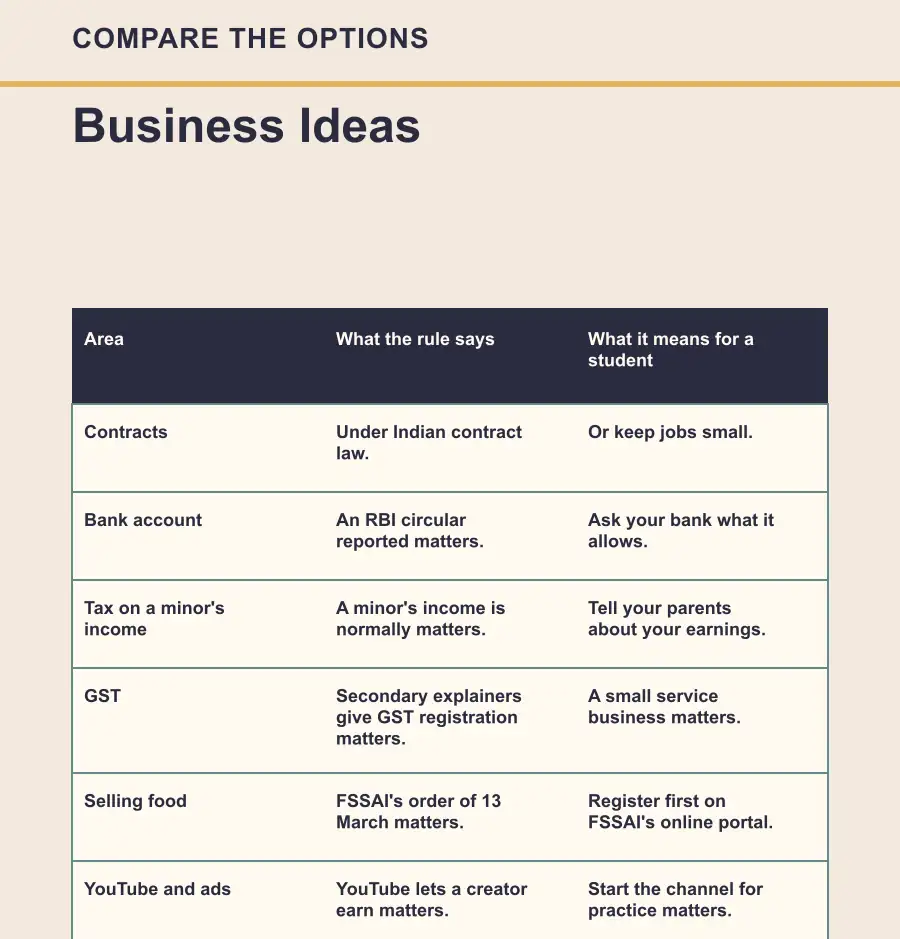 COMPARE THE OPTIONS
Business Ideas
Area
What the rule says
What it means for a
student
Contracts
Under Indian contract
law.
Or keep jobs small.
Bank account
An RBI circular
reported matters.
Ask your bank what it
allows.
Tax on a minor's
income
A minor's income is
normally matters.
Tell your parents
about your earnings.
GST
Secondary explainers
give GST registration
matters.
A small service
business matters.
Selling food
FSSAI's order of 13
March matters.
Register first on
FSSAI's online portal.
YouTube and ads
YouTube lets a creator
earn matters.
Start the channel for
practice matters.